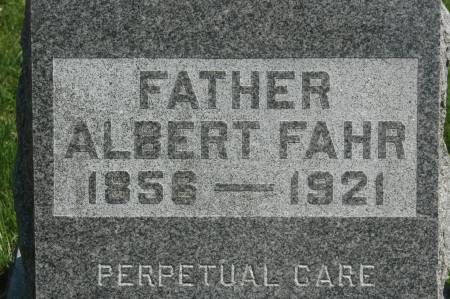 FATHER
ALBERT FAHR
1856 — 1921
PERPETUAL CARE